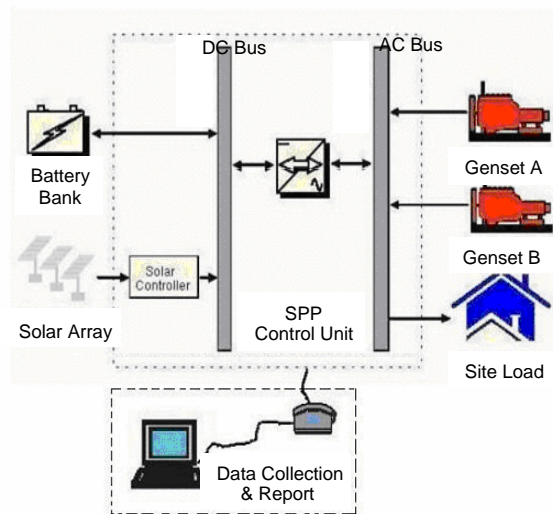 DC Bus
AC Bus
Battery
Bank
Genset A
Genset B
Solar
Controller
Solar Array
SPP
Control Unit
Site Load
Data Collection
& Report